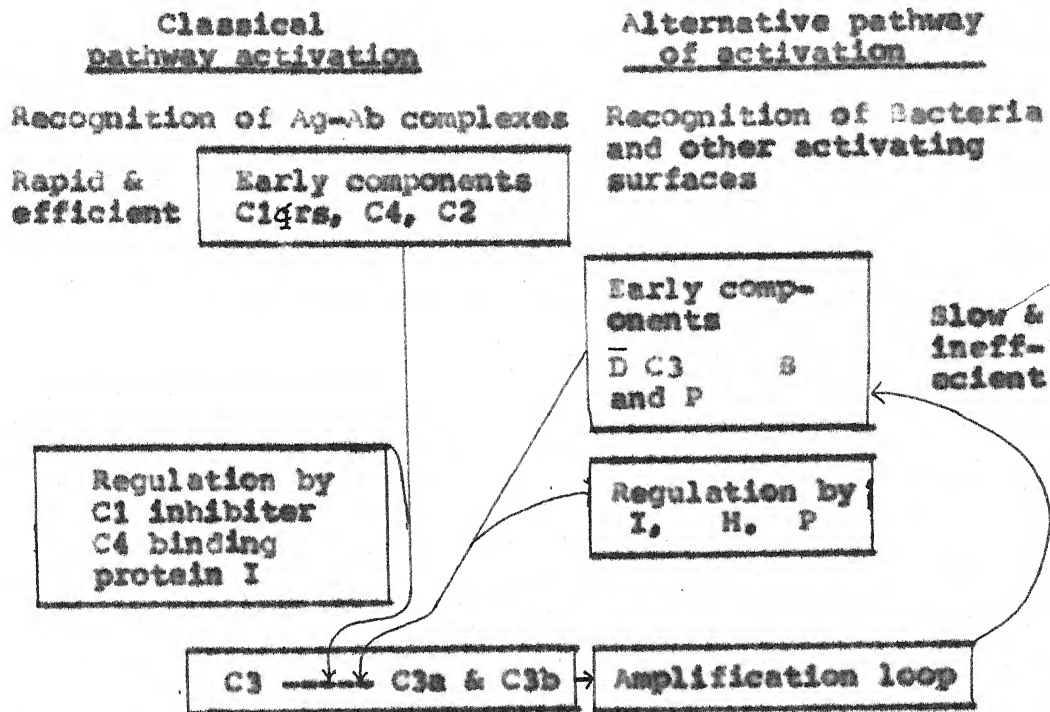 Classical
pathway activation
Alternative pathway
of activation
Recognition of Ag-Ab complexes
Recognition of Bacteria
and other activating
surfaces
Rapid &
efficient
Early components
C1qrs, C4, C2
Early comp-
onents
D̅ C3 B
and P
Slow &
ineff-
icient
Regulation by
C1 inhibiter
C4 binding
protein I
Regulation by
I, H, P
C3 ------ C3a & C3b
Amplification loop